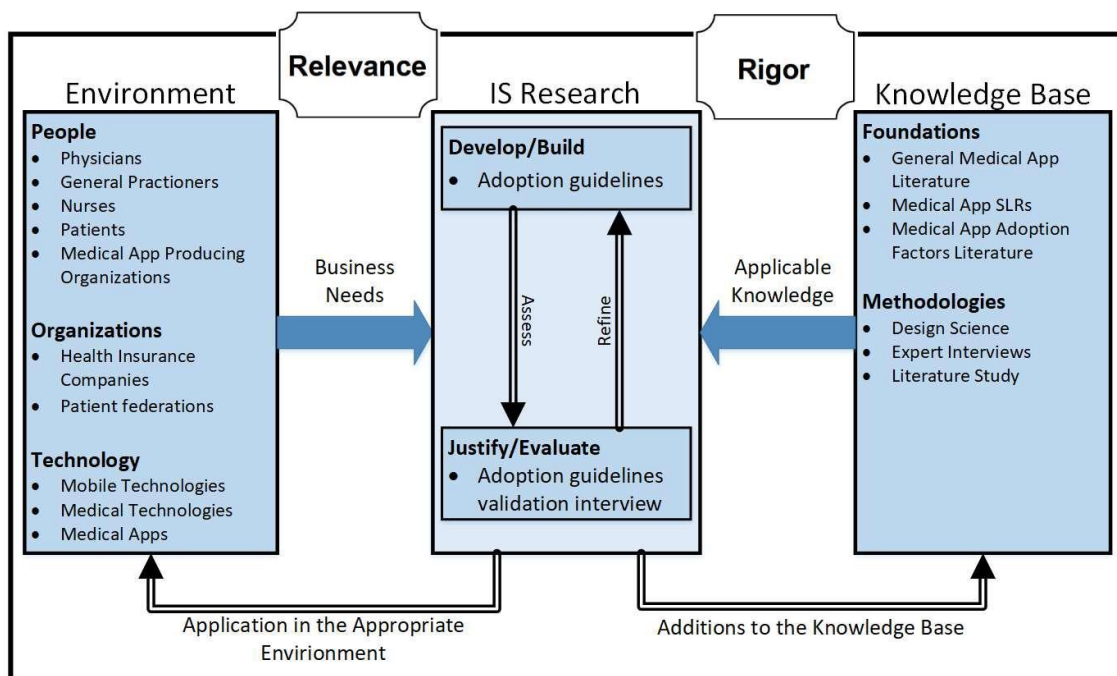 Relevance
Rigor
Environment
People
• Physicians
• General Practioners
• Nurses
• Patients
• Medical App Producing
Organizations
Organizations
• Health Insurance
Companies
• Patient federations
Technology
• Mobile Technologies
• Medical Technologies
• Medical Apps
Business
Needs
IS Research
Develop/Build
• Adoption guidelines
Assess
Refine
Justify/Evaluate
• Adoption guidelines
validation interview
Applicable
Knowledge
Knowledge Base
Foundations
• General Medical App
Literature
• Medical App SLRs
• Medical App Adoption
Factors Literature
Methodologies
• Design Science
• Expert Interviews
• Literature Study
Application in the Appropriate
Envirionment
Additions to the Knowledge Base